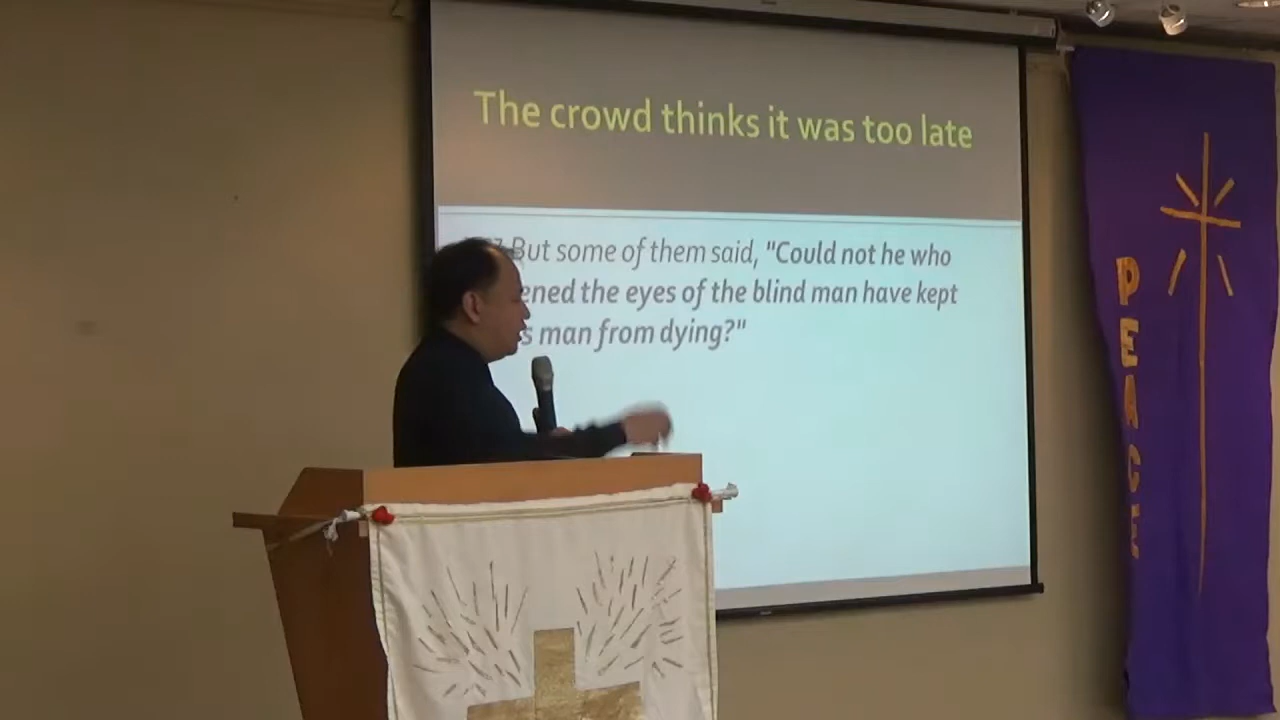 The crowd thinks it was too late
But some of them said, "Could not he who
ened the eyes of the blind man have kept
s man from dying?"
PEACE